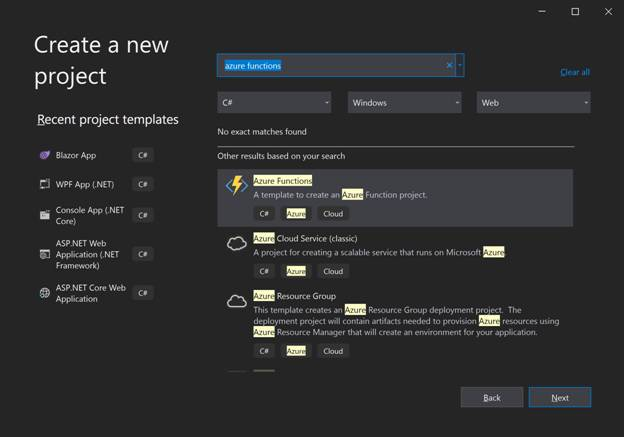 Create a new
project
Recent project templates
Blazor App
C#
WPF App (.NET)
C#
Console App (.NET
Core)
C#
ASP.NET Web
Application (.NET
Framework)
C#
ASP.NET Core Web
Application
C#
azure functions
Clear all
C#
Windows
Web
No exact matches found
Other results based on your search
Azure Functions
A template to create an Azure Function project.
C# Azure Cloud
Azure Cloud Service (classic)
A project for creating a scalable service that runs on Microsoft Azure.
C# Azure Cloud
Azure Resource Group
This template creates an Azure Resource Group deployment project. The
deployment project will contain artifacts needed to provision Azure resources using
Azure Resource Manager that will create an environment for your application.
C# Azure Cloud
Back
Next